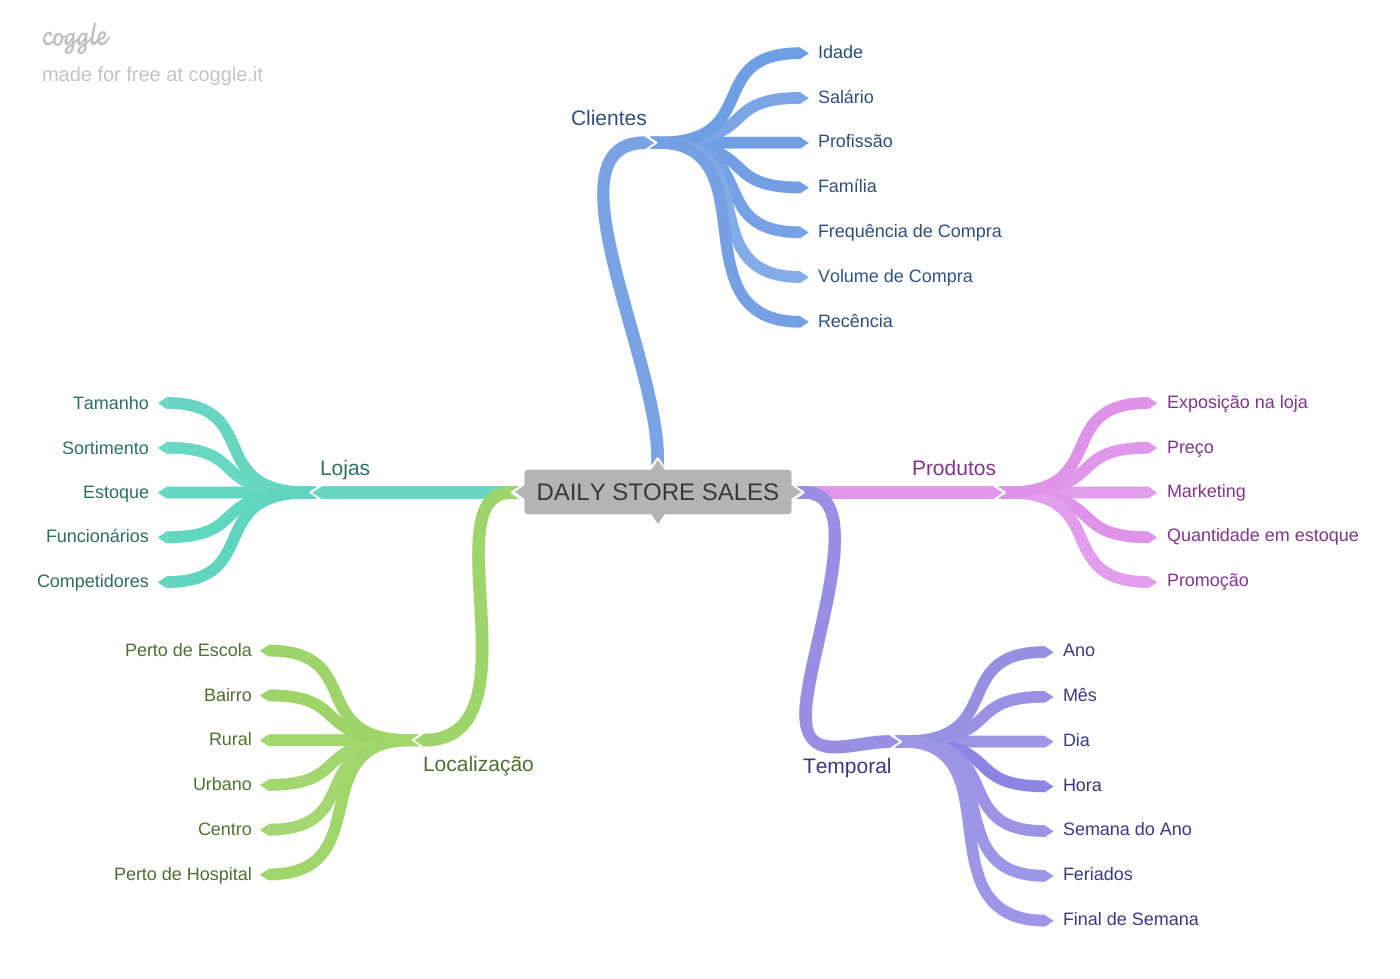 coggle
made for free at coggle.it
Clientes
Idade
Salário
Profissão
Família
Frequência de Compra
Volume de Compra
Recência
Lojas
Tamanho
Sortimento
Estoque
Funcionários
Competidores
DAILY STORE SALES
Produtos
Exposição na loja
Preço
Marketing
Quantidade em estoque
Promoção
Localização
Perto de Escola
Bairro
Rural
Urbano
Centro
Perto de Hospital
Temporal
Ano
Mês
Dia
Hora
Semana do Ano
Feriados
Final de Semana